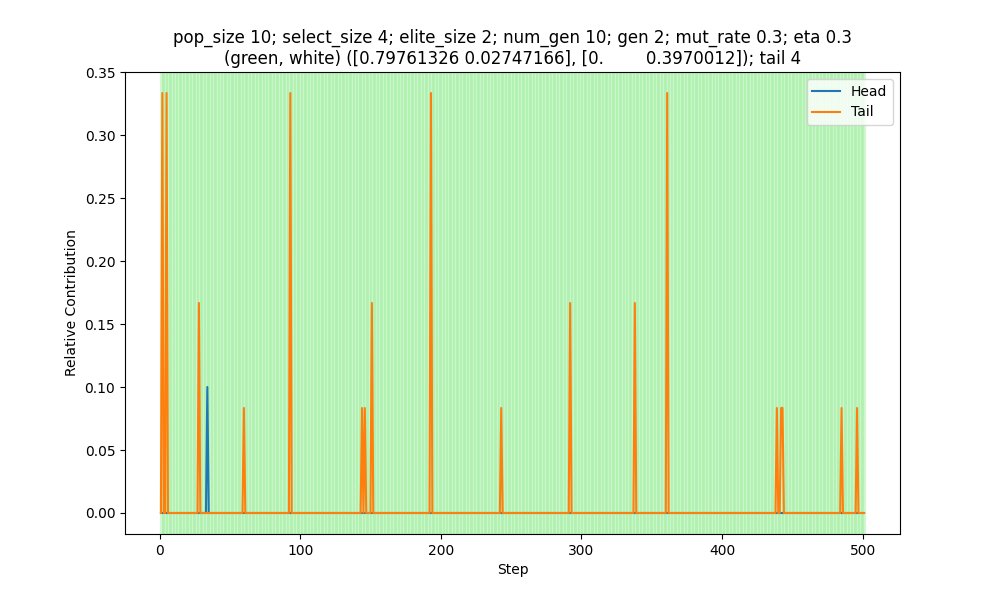 pop_size 10; select_size 4; elite_size 2; num_gen 10; gen 2; mut_rate 0.3; eta 0.3
(green, white) ([0.79761326 0.02747166], [0.        0.3970012]); tail 4
Head
Tail
0.35
0.30
0.25
0.20
0.15
0.10
0.05
0.00
Relative Contribution
0 100 200 300 400 500
Step